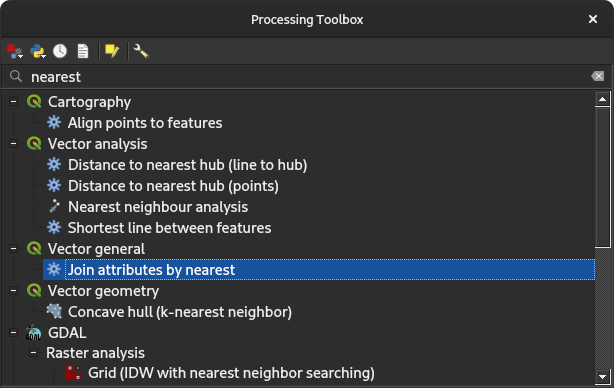 Processing Toolbox
nearest
Cartography
Align points to features
Vector analysis
Distance to nearest hub (line to hub)
Distance to nearest hub (points)
Nearest neighbour analysis
Shortest line between features
Vector general
Join attributes by nearest
Vector geometry
Concave hull (k-nearest neighbor)
GDAL
Raster analysis
Grid (IDW with nearest neighbor searching)